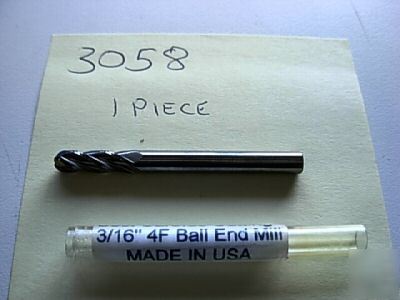 3058
1 PIECE
3/16" 4F Ball End Mill
MADE IN USA